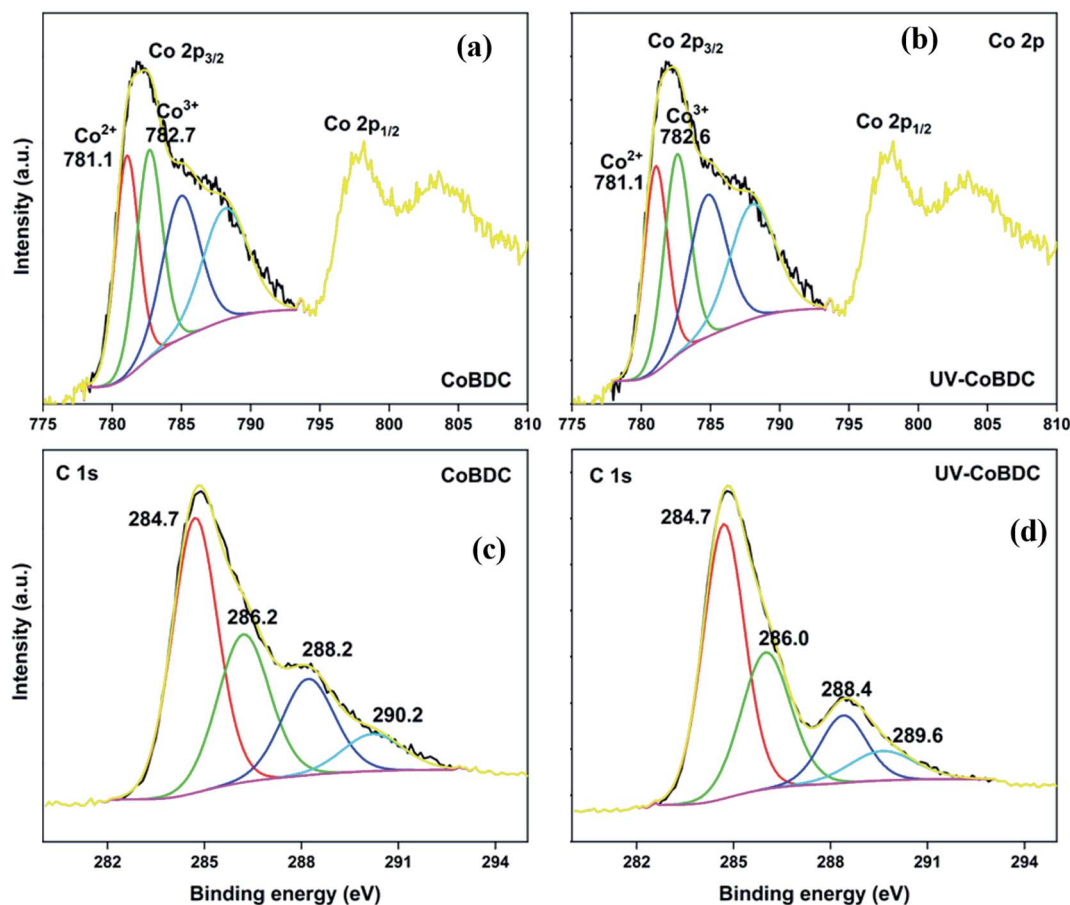 (a)
Co 2p3/2
Co3+
782.7
Co2+
781.1
Co 2p1/2
CoBDC
775 780 785 790 795 800 805 810
Intensity (a.u.)
(b)
Co 2p
Co 2p3/2
Co3+
782.6
Co2+
781.1
Co 2p1/2
UV-CoBDC
775 780 785 790 795 800 805 810
C 1s
CoBDC
(c)
284.7
286.2
288.2
290.2
282 285 288 291 294
Intensity (a.u.)
Binding energy (eV)
C 1s
UV-CoBDC
(d)
284.7
286.0
288.4
289.6
282 285 288 291 294
Binding energy (eV)